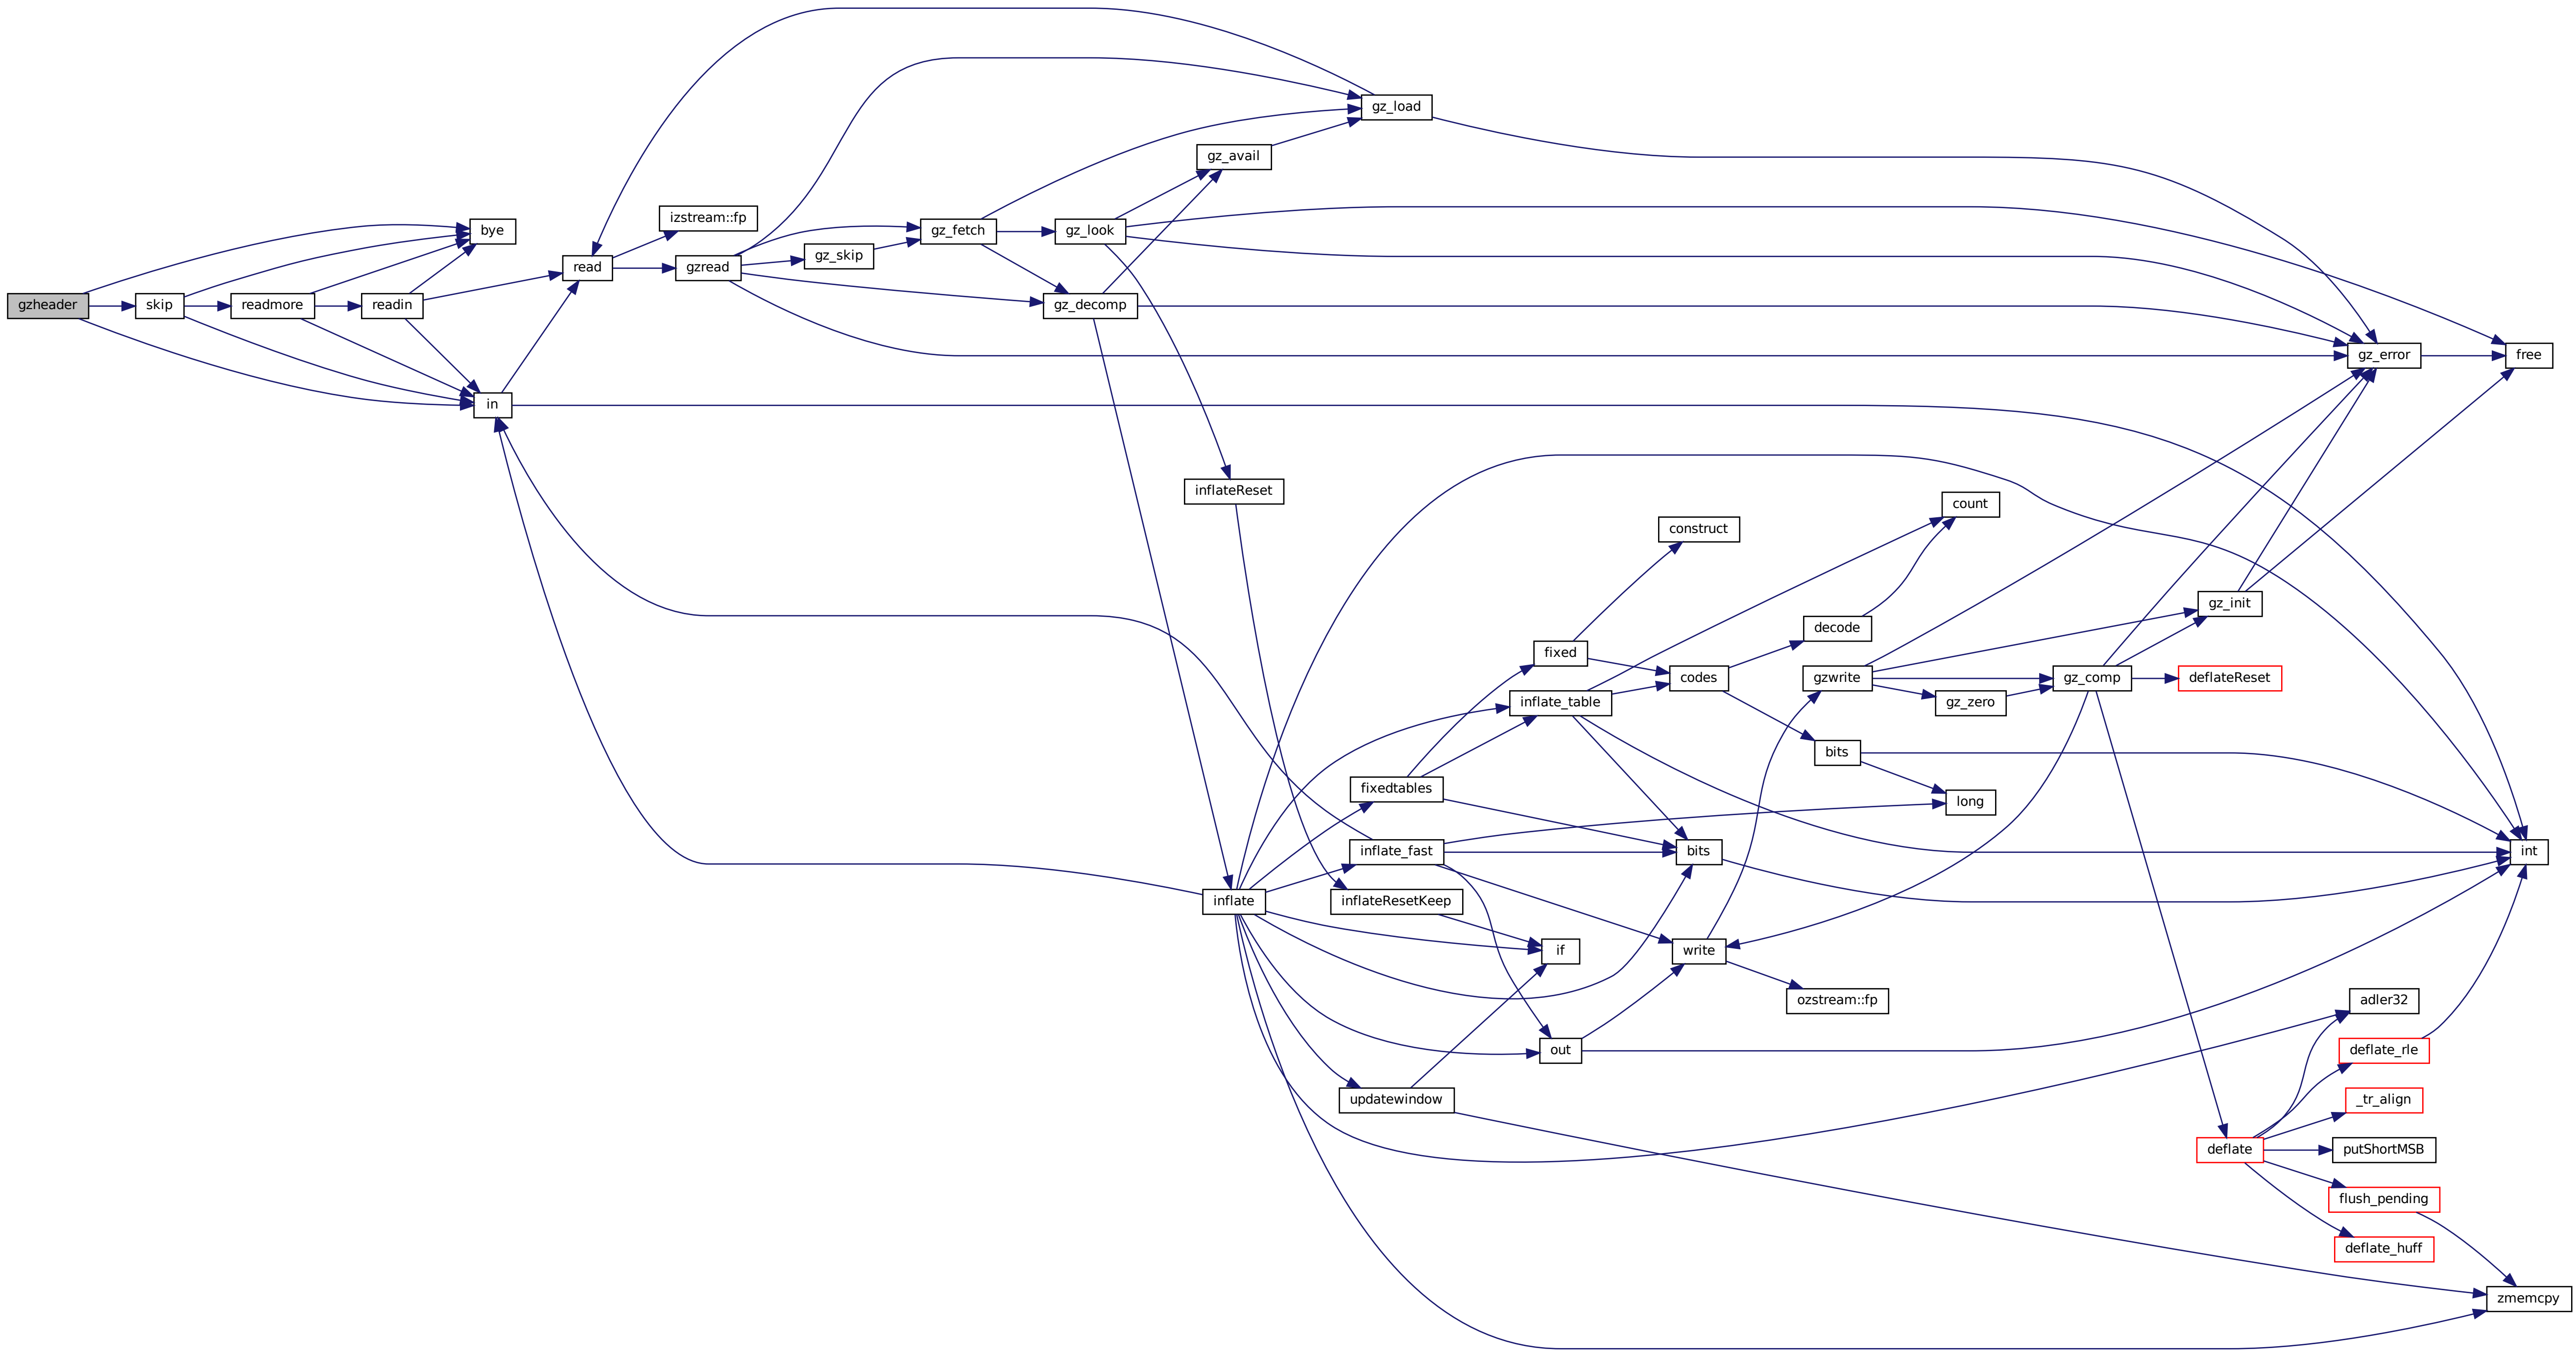 gzheader
skip
readmore
readin
bye
in
read
izstream::fp
gzread
gz_skip
gz_fetch
gz_look
gz_decomp
gz_avail
gz_load
inflateReset
inflate
fixedtables
inflate_fast
inflateResetKeep
updatewindow
construct
fixed
inflate_table
codes
bits
write
if
out
count
decode
gzwrite
gz_zero
bits
long
ozstream::fp
gz_comp
gz_init
deflateReset
gz_error
free
int
adler32
deflate_rle
_tr_align
deflate
putShortMSB
flush_pending
deflate_huff
zmemcpy